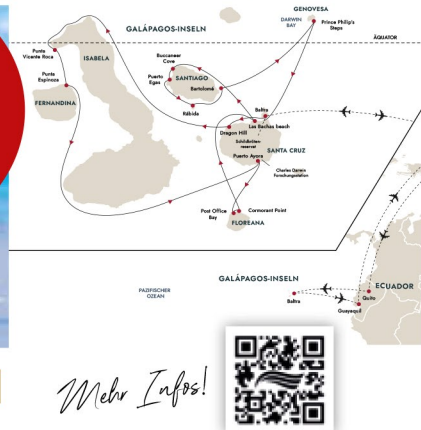 GENOVESA
DARWIN
BAY
Prince Philip's
Steps
GALÁPAGOS-INSELN
ÄQUATOR
Punta
Vicente Roca
ISABELA
Buccaneer
Cove
Puerto
Egas
SANTIAGO
Bartolomé
Rábida
Punta
Espinoza
FERNANDINA
Baltra
Las Bachas beach
Dragon Hill
Schildkröten-
reservat
SANTA CRUZ
Puerto Ayora
Charles Darwin
Forschungsstation
Post Office
Bay
Cormorant Point
FLOREANA
GALÁPAGOS-INSELN
PAZIFISCHER
OZEAN
Baltra
ECUADOR
Quito
Guayaquil
Mehr Infos!